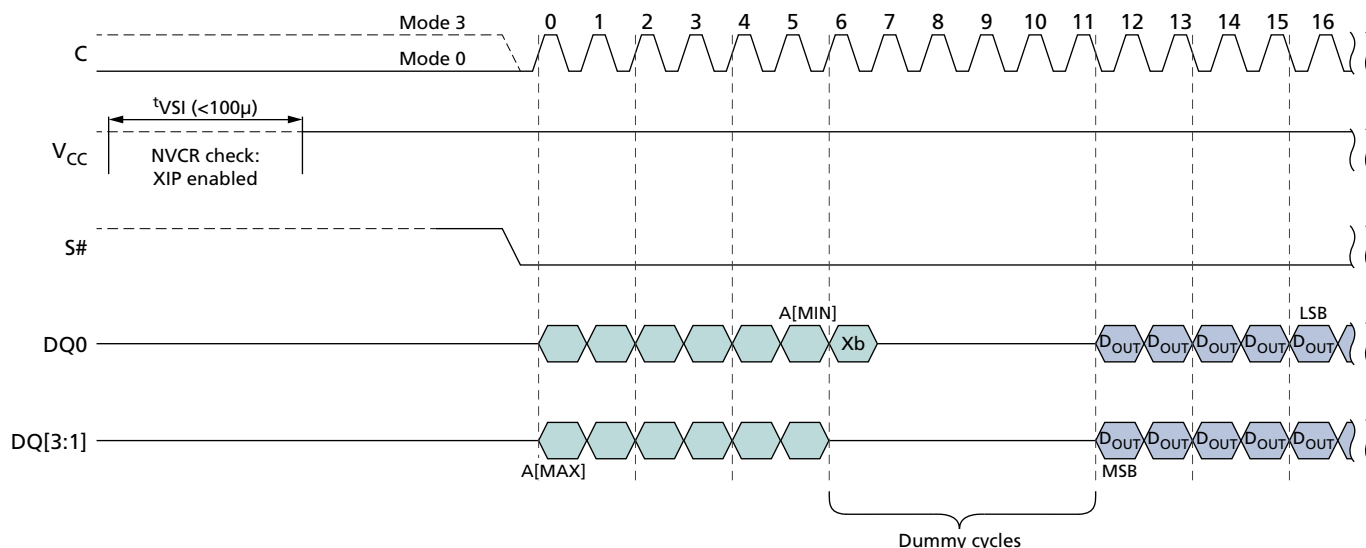 Mode 3
0 1 2 3 4 5 6 7 8 9 10 11 12 13 14 15 16
C
Mode 0
tVSI (<100µ)
VCC
NVCR check:
XIP enabled
S#
A[MIN]
LSB
DQ0
Xb
DOUT DOUT DOUT DOUT DOUT
DQ[3:1]
DOUT DOUT DOUT DOUT DOUT
A[MAX]
MSB
Dummy cycles